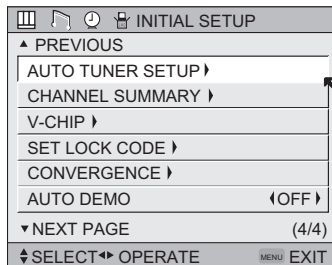 INITIAL SETUP
▲ PREVIOUS
AUTO TUNER SETUP
CHANNEL SUMMARY
V-CHIP
SET LOCK CODE
CONVERGENCE
AUTO DEMO OFF
▼NEXT PAGE (4/4)
SELECT OPERATE MENU EXIT